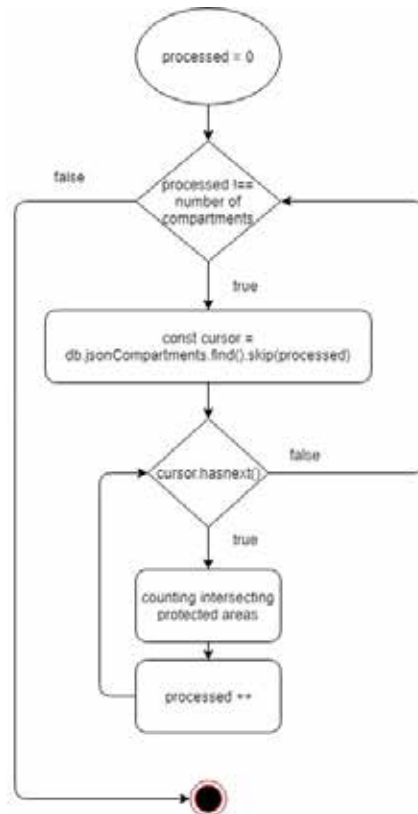 processed = 0
false
processed !==
number of
compartments
true
const cursor =
db.jsonCompartments.find().skip(processed)
cursor.hasnext()
false
true
counting intersecting
protected areas
processed ++